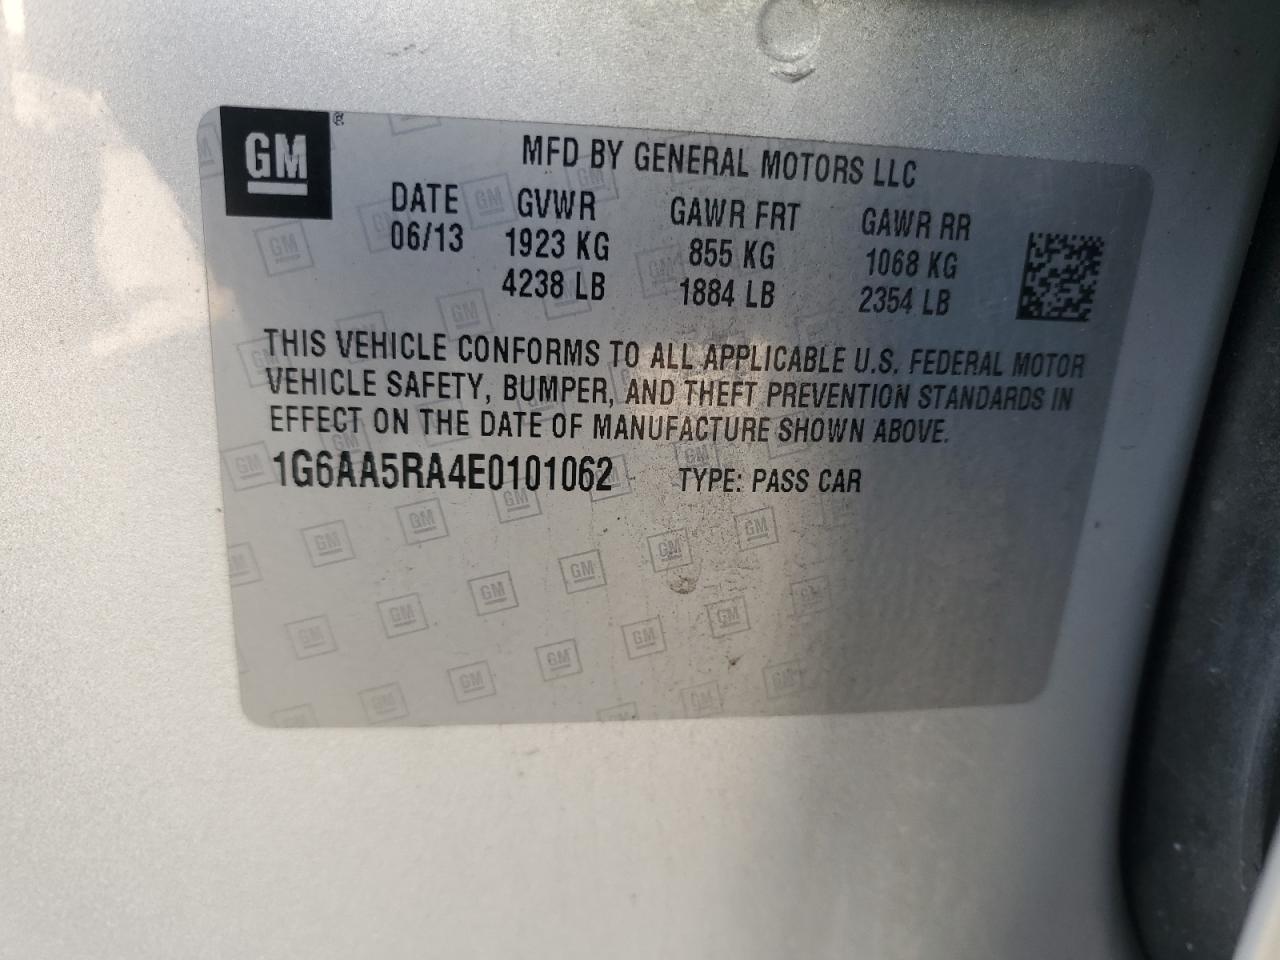 GM®
MFD BY GENERAL MOTORS LLC
DATE GVWR GAWR FRT GAWR RR
06/13 1923 KG 855 KG 1068 KG
4238 LB 1884 LB 2354 LB
THIS VEHICLE CONFORMS TO ALL APPLICABLE U.S. FEDERAL MOTOR
VEHICLE SAFETY, BUMPER, AND THEFT PREVENTION STANDARDS IN
EFFECT ON THE DATE OF MANUFACTURE SHOWN ABOVE.
1G6AA5RA4E0101062 TYPE: PASS CAR